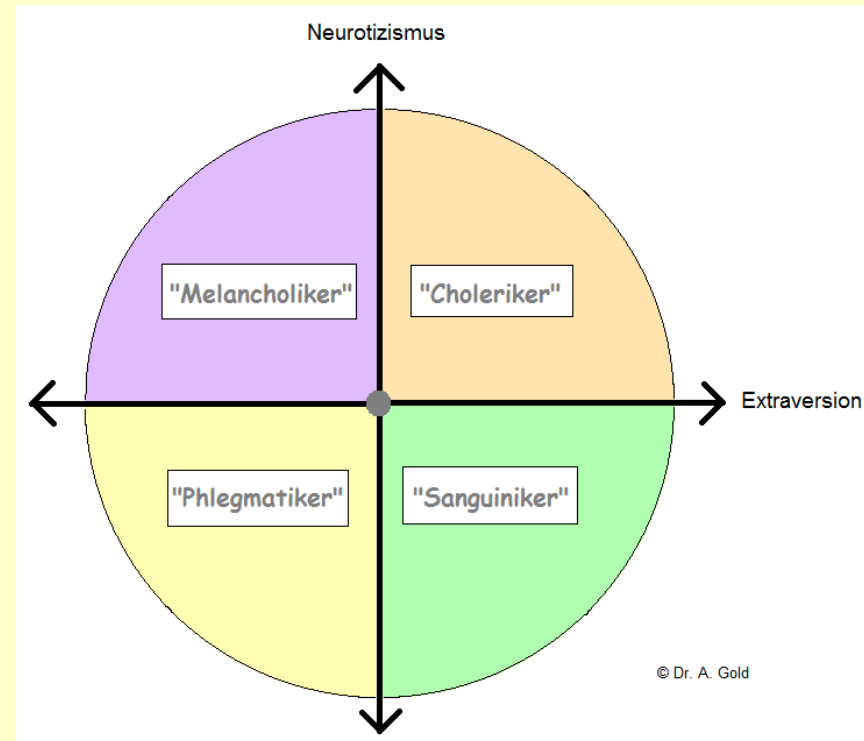 Neurotizismus
"Melancholiker"
"Choleriker"
Extraversion
"Phlegmatiker"
"Sanguiniker"
© Dr. A. Gold